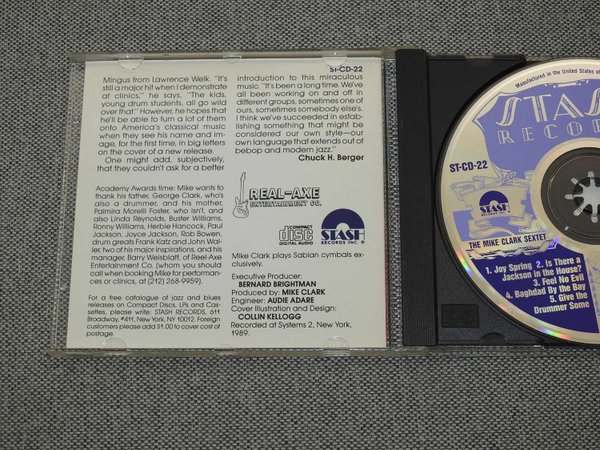 Mingus from Lawrence Welk. "It's
still a major hit when I demonstrate
at clinics," he says, "The kids,
young drum students, all go wild
over that." However, he hopes that
he'll be able to turn a lot of them
onto America's classical music
when they see his name and im-
age, for the first time, in big letters
on the cover of a new release.
One might add, subjectively,
that they couldn't ask for a better
ST-CD-22
introduction to this miraculous
music. "It's been a long time. We've
all been working on and off in
different groups, sometimes one of
ours, sometimes somebody else's.
I think we've succeeded in estab-
lishing something that might be
considered our own style—our
own language that extends out of
bebop and modern jazz."
Chuck H. Berger
Academy Awards time: Mike wants to
thank his father, George Clark, who's
also a drummer, and his mother,
Palmira Morelli Foster, who isn't, and
also Linda Reynolds, Buster Williams,
Ronny Williams, Herbie Hancock, Paul
Jackson, Joyce Jackson, Rob Bowen,
drum greats Frank Katz and John Wai-
ler, two of his major inspirations, and his
manager, Barry Weisblatt, of Real-Axe
Entertainment Co. (whom you should
call when booking Mike for performan-
ces or clinics, at (212) 268-9959).
For a free catalogue of jazz and blues
releases on Compact Discs, LPs and Cas-
settes, please write: STASH RECORDS, 611
Broadway, #411, New York, NY 10012. Foreign
customers please add $1.00 to cover cost of
postage.
REAL-AXE
ENTERTAINMENT CO.
COMPACT
disc
DIGITAL AUDIO
STASH
RECORDS INC ®
Mike Clark plays Sabian cymbals ex-
clusively.
Executive Producer:
BERNARD BRIGHTMAN
Produced by: MIKE CLARK
Engineer: AUDIE ADARE
Cover Illustration and Design:
COLLIN KELLOGG
Recorded at Systems 2, New York,
1989.
Manufactured in the United States of
STASH
RECOR
ST-CD-22
STASH
RECORDS INC ®
THE MIKE CLARK SEXTET
1. Joy Spring 2. Is There a
Jackson in the House?
3. Feel No Evil
4. Baghdad By the Bay
5. Give the
Drummer Some